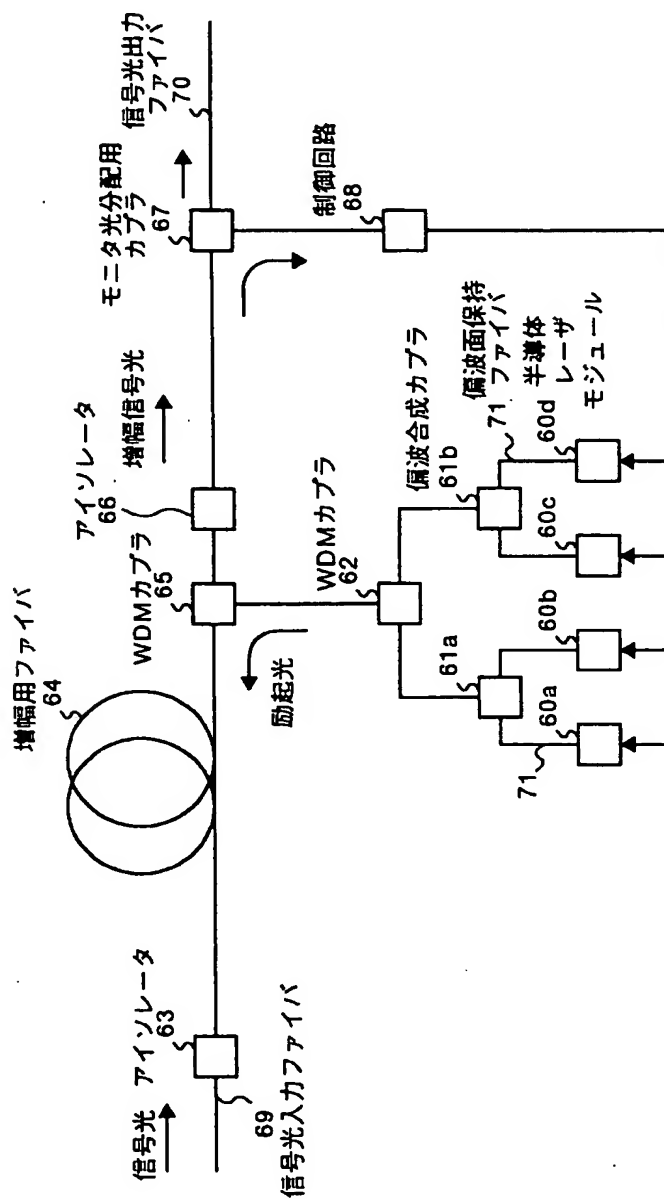 信号光
アイソレータ
63
69
信号光入力ファイバ
増幅用ファイバ
64
WDMカプラ
65
アイソレータ
66
増幅信号光
モニタ光分配用
カプラ
67
信号光出力
ファイバ
70
励起光
WDMカプラ
62
制御回路
68
偏波合成カプラ
61a
61b
偏波面保持
ファイバ
71
71
半導体
レーザ
モジュール
60a
60b
60c
60d